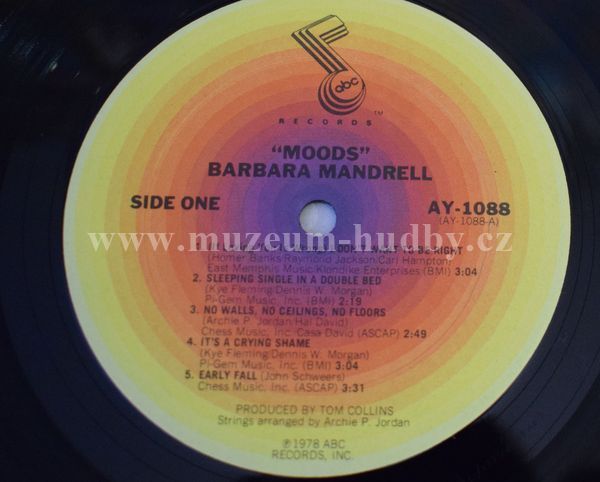 abc
TM
RECORDS
"MOODS"
BARBARA MANDRELL
SIDE ONE
AY-1088
(AY-1088-A)
www.muzeum-hudby.cz
TO BE RIGHT
(Homer Banks/Raymond Jackson/Carl Hampton)
East Memphis Music/Klondike Enterprises (BMI) 3:04
2. SLEEPING SINGLE IN A DOUBLE BED
(Kye Fleming/Dennis W. Morgan)
Pi-Gem Music, Inc. (BMI) 2:19
3. NO WALLS, NO CEILINGS, NO FLOORS
(Archie P. Jordan/Hal David)
Chess Music, Inc. Casa David (ASCAP) 2:49
4. IT'S A CRYING SHAME
(Kye Fleming/Dennis W. Morgan)
Pi-Gem Music, Inc. (BMI) 3:04
5. EARLY FALL (John Schweers)
Chess Music, Inc. (ASCAP) 3:31
PRODUCED BY TOM COLLINS
Strings arranged by Archie P. Jordan
℗1978 ABC
RECORDS, INC.